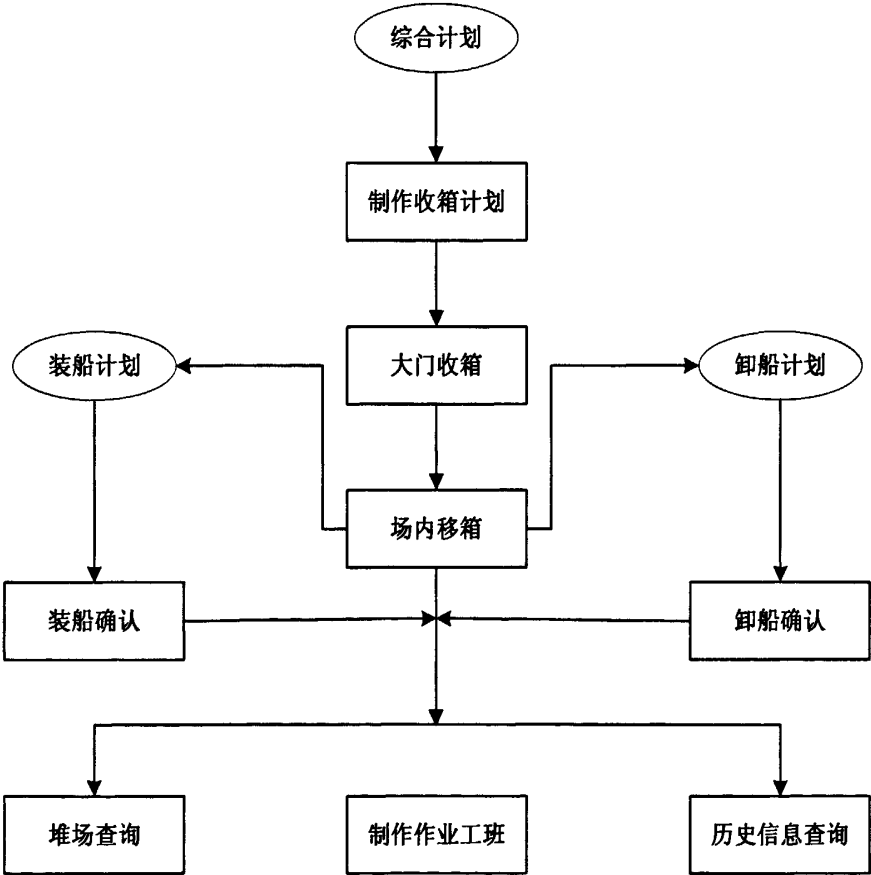 综合计划
制作收箱计划
装船计划
大门收箱
卸船计划
场内移箱
装船确认
卸船确认
堆场查询
制作作业工班
历史信息查询